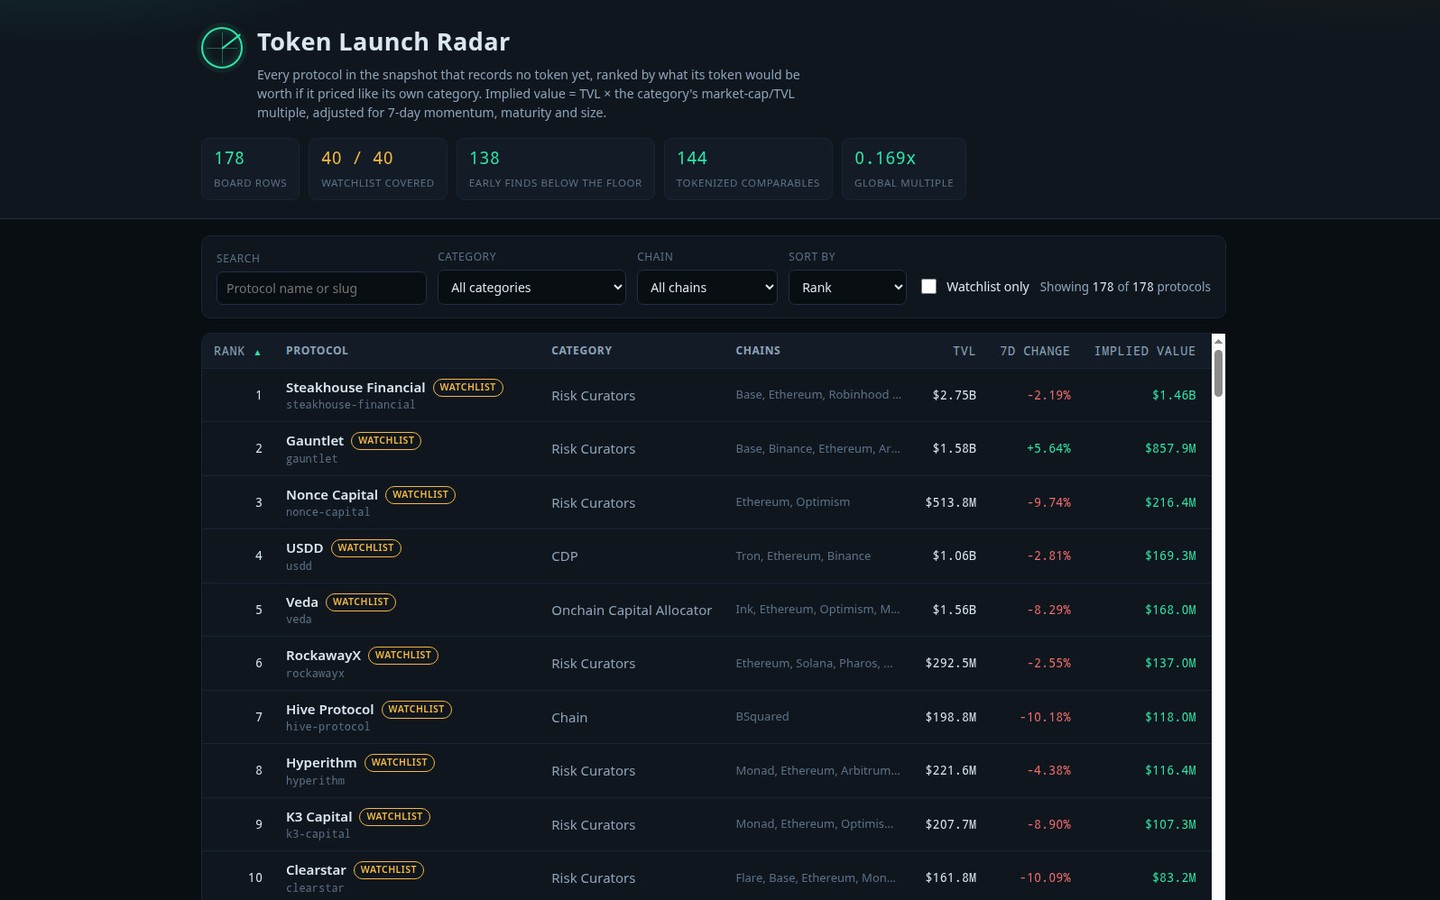 Token Launch Radar
Every protocol in the snapshot that records no token yet, ranked by what its token would be
worth if it priced like its own category. Implied value = TVL × the category's market-cap/TVL
multiple, adjusted for 7-day momentum, maturity and size.
178
BOARD ROWS
40 / 40
WATCHLIST COVERED
138
EARLY FINDS BELOW THE FLOOR
144
TOKENIZED COMPARABLES
0.169x
GLOBAL MULTIPLE
SEARCH
Protocol name or slug
CATEGORY
All categories
CHAIN
All chains
SORT BY
Rank
Watchlist only
Showing 178 of 178 protocols
RANK ▲ PROTOCOL CATEGORY CHAINS TVL 7D CHANGE IMPLIED VALUE
1 Steakhouse Financial WATCHLIST Risk Curators Base, Ethereum, Robinhood ... $2.75B -2.19% $1.46B
steakhouse-financial
2 Gauntlet WATCHLIST Risk Curators Base, Binance, Ethereum, Ar... $1.58B +5.64% $857.9M
gauntlet
3 Nonce Capital WATCHLIST Risk Curators Ethereum, Optimism $513.8M -9.74% $216.4M
nonce-capital
4 USDD WATCHLIST CDP Tron, Ethereum, Binance $1.06B -2.81% $169.3M
usdd
5 Veda WATCHLIST Onchain Capital Allocator Ink, Ethereum, Optimism, M... $1.56B -8.29% $168.0M
veda
6 RockawayX WATCHLIST Risk Curators Ethereum, Solana, Pharos, ... $292.5M -2.55% $137.0M
rockawayx
7 Hive Protocol WATCHLIST Chain BSquared $198.8M -10.18% $118.0M
hive-protocol
8 Hyperithm WATCHLIST Risk Curators Monad, Ethereum, Arbitrum... $221.6M -4.38% $116.4M
hyperithm
9 K3 Capital WATCHLIST Risk Curators Monad, Ethereum, Optimis... $207.7M -8.90% $107.3M
k3-capital
10 Clearstar WATCHLIST Risk Curators Flare, Base, Ethereum, Mon... $161.8M -10.09% $83.2M
clearstar